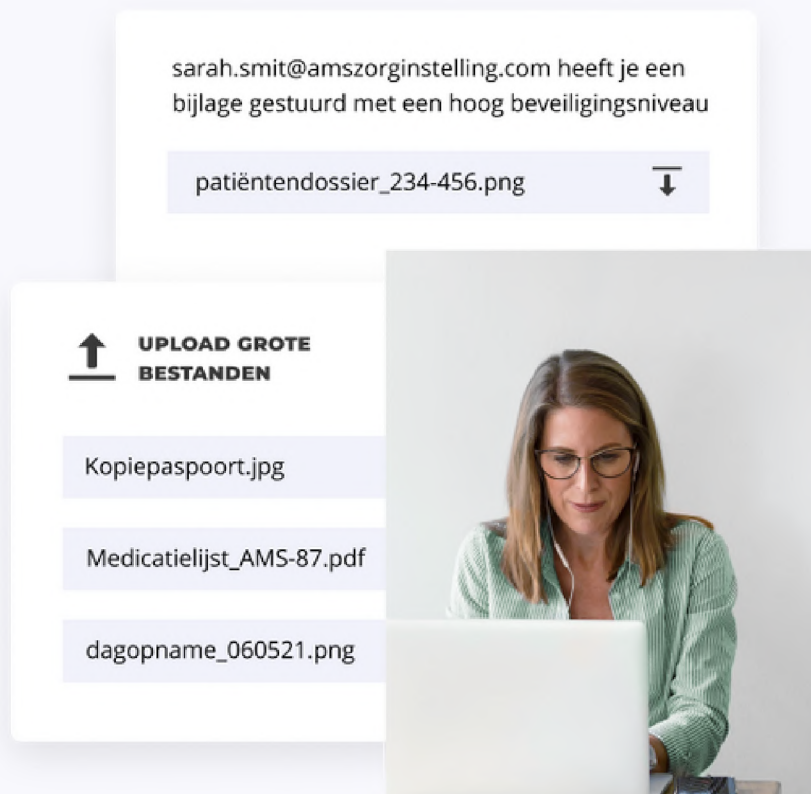 sarah.smit@amszorginstelling.com heeft je een
bijlage gestuurd met een hoog beveiligingsniveau
patiëntendossier_234-456.png
UPLOAD GROTE
BESTANDEN
Kopiepaspoort.jpg
Medicatielijst_AMS-87.pdf
dagopname_060521.png